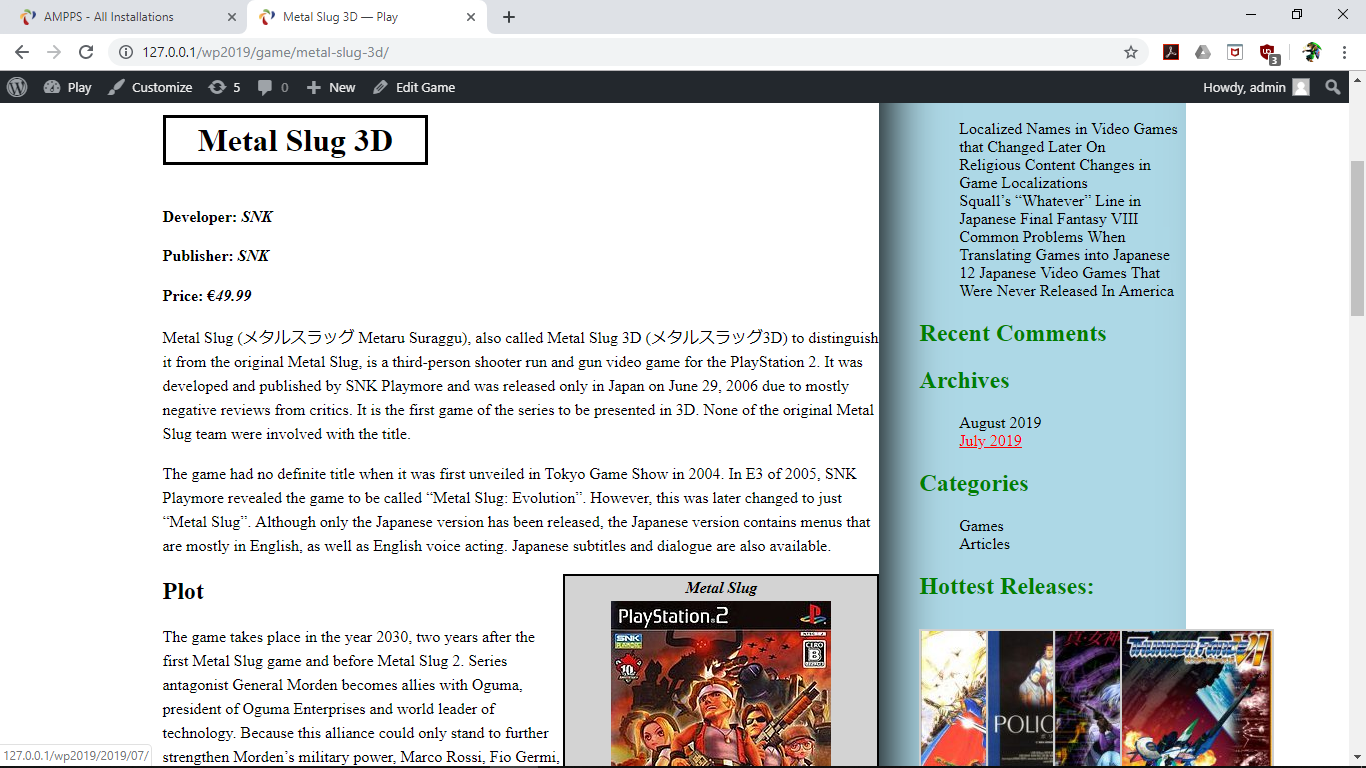 AMPPS - All Installations
Metal Slug 3D — Play
127.0.0.1/wp2019/game/metal-slug-3d/
3
Play
Customize
5
0
New
Edit Game
Howdy, admin
Metal Slug 3D
Developer: SNK
Publisher: SNK
Price: €49.99
Metal Slug (メタルスラッグ Metaru Suraggu), also called Metal Slug 3D (メタルスラッグ3D) to distinguish
it from the original Metal Slug, is a third-person shooter run and gun video game for the PlayStation 2. It was
developed and published by SNK Playmore and was released only in Japan on June 29, 2006 due to mostly
negative reviews from critics. It is the first game of the series to be presented in 3D. None of the original Metal
Slug team were involved with the title.
The game had no definite title when it was first unveiled in Tokyo Game Show in 2004. In E3 of 2005, SNK
Playmore revealed the game to be called “Metal Slug: Evolution”. However, this was later changed to just
“Metal Slug”. Although only the Japanese version has been released, the Japanese version contains menus that
are mostly in English, as well as English voice acting. Japanese subtitles and dialogue are also available.
Plot
The game takes place in the year 2030, two years after the
first Metal Slug game and before Metal Slug 2. Series
antagonist General Morden becomes allies with Oguma,
president of Oguma Enterprises and world leader of
technology. Because this alliance could only stand to further
strengthen Morden’s military power, Marco Rossi, Fio Germi,
Metal Slug
PlayStation 2
SNK
PLAYMORE
10
CERO
B
Localized Names in Video Games
that Changed Later On
Religious Content Changes in
Game Localizations
Squall’s “Whatever” Line in
Japanese Final Fantasy VIII
Common Problems When
Translating Games into Japanese
12 Japanese Video Games That
Were Never Released In America
Recent Comments
Archives
August 2019
July 2019
Categories
Games
Articles
Hottest Releases:
POLIC
真・女神
THUNDER FORCE VI
127.0.0.1/wp2019/2019/07/